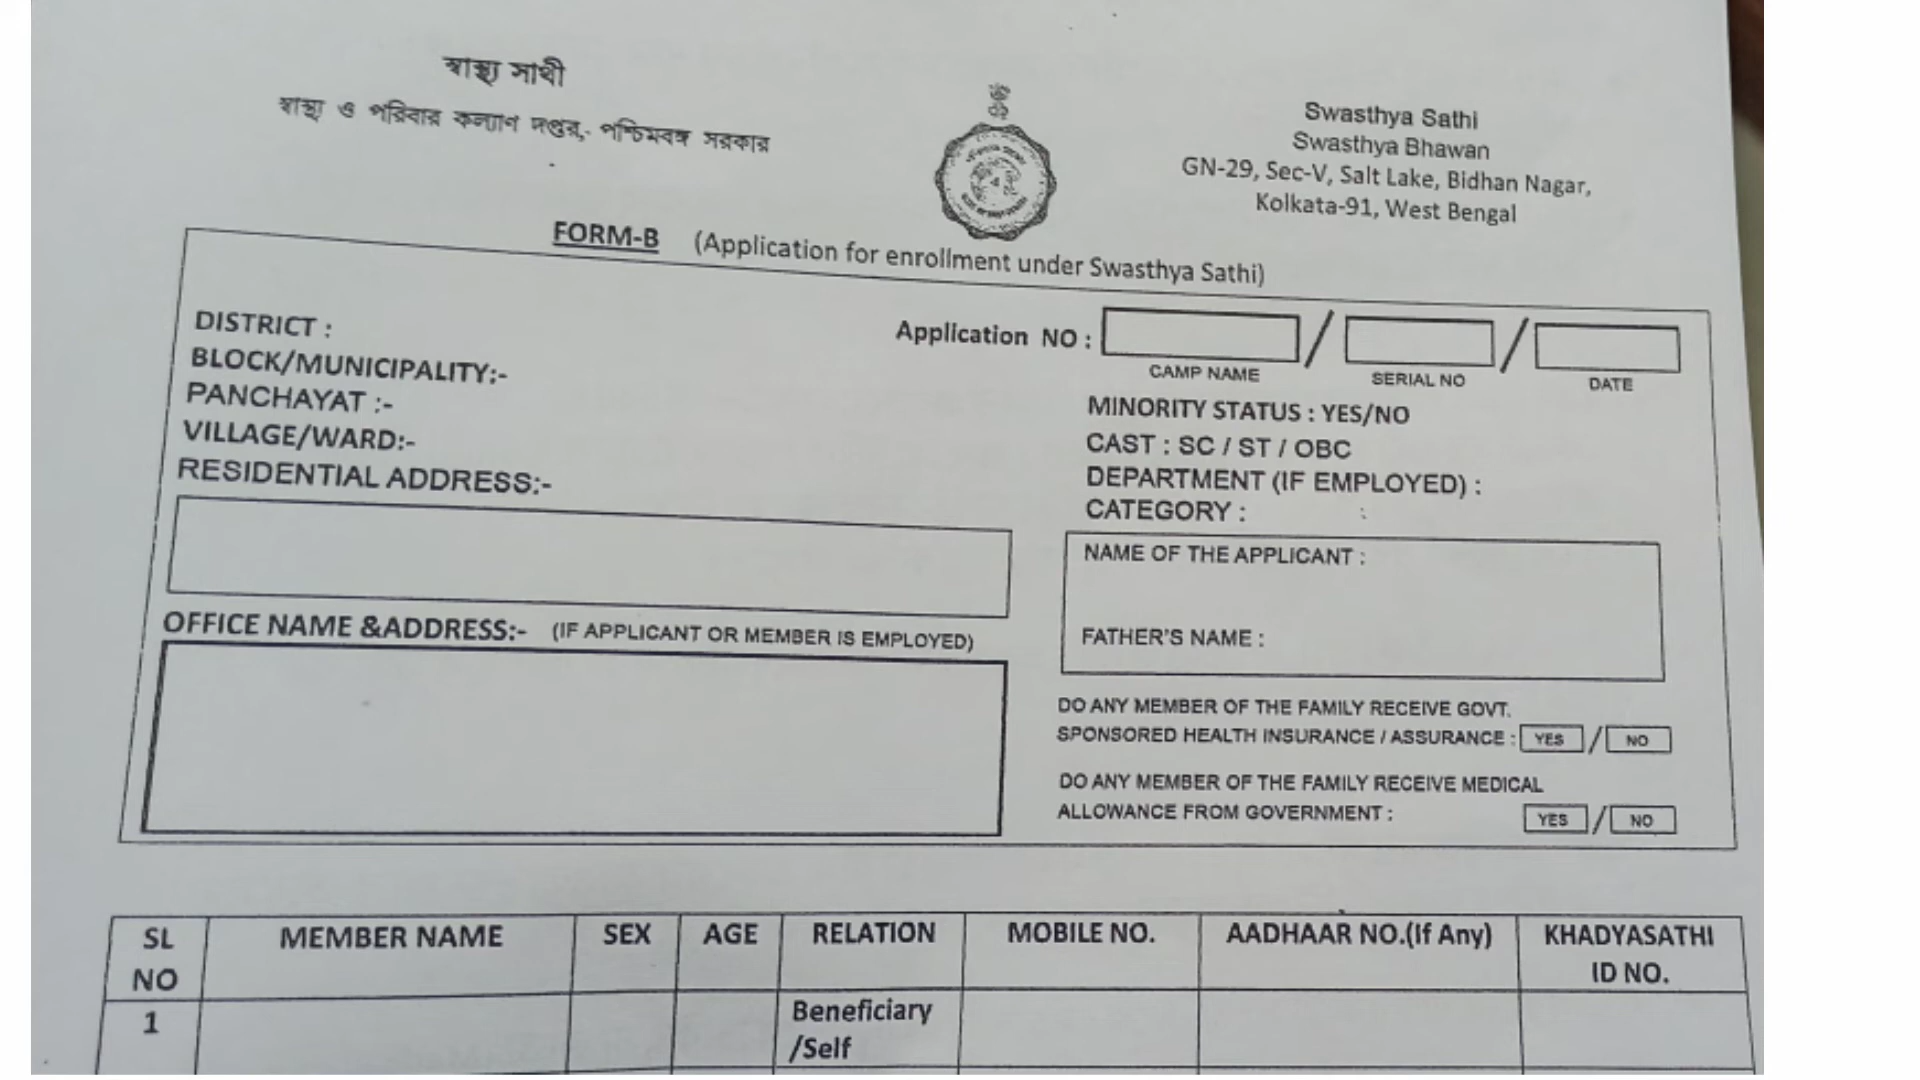 স্বাস্থ্য সাথী
স্বাস্থ্য ও পরিবার কল্যাণ দপ্তর,- পশ্চিমবঙ্গ সরকার
Swasthya Sathi
Swasthya Bhawan
GN-29, Sec-V, Salt Lake, Bidhan Nagar,
Kolkata-91, West Bengal
FORM-B (Application for enrollment under Swasthya Sathi)
DISTRICT :
BLOCK/MUNICIPALITY:-
PANCHAYAT :-
VILLAGE/WARD:-
RESIDENTIAL ADDRESS:-
OFFICE NAME &ADDRESS:- (IF APPLICANT OR MEMBER IS EMPLOYED)
Application NO : / /
CAMP NAME SERIAL NO DATE
MINORITY STATUS : YES/NO
CAST : SC / ST / OBC
DEPARTMENT (IF EMPLOYED) :
CATEGORY : :
NAME OF THE APPLICANT :
FATHER'S NAME :
DO ANY MEMBER OF THE FAMILY RECEIVE GOVT.
SPONSORED HEALTH INSURANCE / ASSURANCE : YES / NO
DO ANY MEMBER OF THE FAMILY RECEIVE MEDICAL
ALLOWANCE FROM GOVERNMENT : YES / NO
SL NO MEMBER NAME SEX AGE RELATION MOBILE NO. AADHAAR NO.(If Any) KHADYASATHI ID NO.
1 Beneficiary /Self